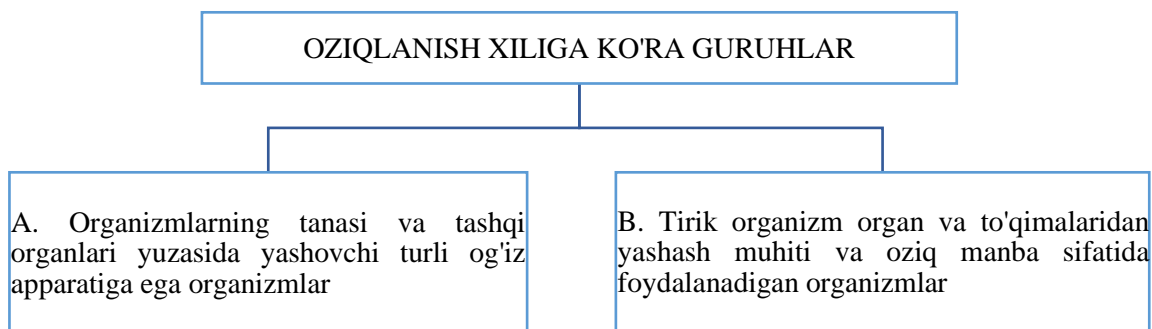 OZIQLANISH XILIGA KO'RA GURUHLAR
A. Organizmlarning tanasi va tashqi
organlari yuzasida yashovchi turli og'iz
apparatiga ega organizmlar
B. Tirik organizm organ va to'qimalaridan
yashash muhiti va oziq manba sifatida
foydalanadigan organizmlar